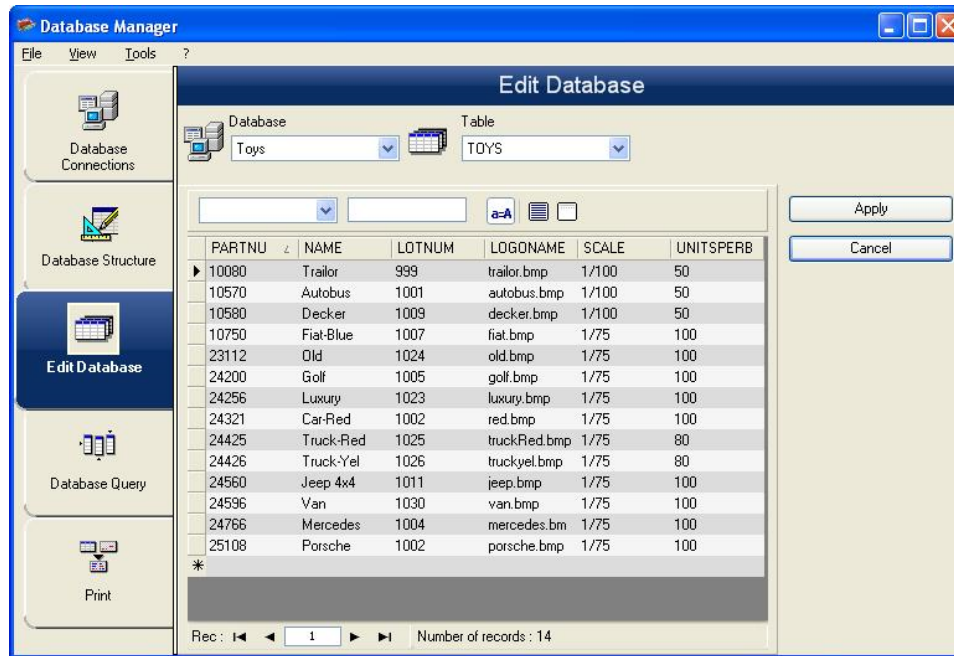 Database Manager
File View Tools ?
Edit Database
Database Connections
Database
Table
Toys
TOYS
Database Structure
Edit Database
Database Query
Print
a=A
Apply
Cancel
PARTNU NAME LOTNUM LOGONAME SCALE UNITSPERB
10080 Trailor 999 trailor.bmp 1/100 50
10570 Autobus 1001 autobus.bmp 1/100 50
10580 Decker 1009 decker.bmp 1/100 50
10750 Fiat-Blue 1007 fiat.bmp 1/75 100
23112 Old 1024 old.bmp 1/75 100
24200 Golf 1005 golf.bmp 1/75 100
24256 Luxury 1023 luxury.bmp 1/75 100
24321 Car-Red 1002 red.bmp 1/75 100
24425 Truck-Red 1025 truckRed.bmp 1/75 80
24426 Truck-Yel 1026 truckyel.bmp 1/75 80
24560 Jeep 4x4 1011 jeep.bmp 1/75 100
24596 Van 1030 van.bmp 1/75 100
24766 Mercedes 1004 mercedes.bm 1/75 100
25108 Porsche 1002 porsche.bmp 1/75 100
Rec : 1 Number of records : 14